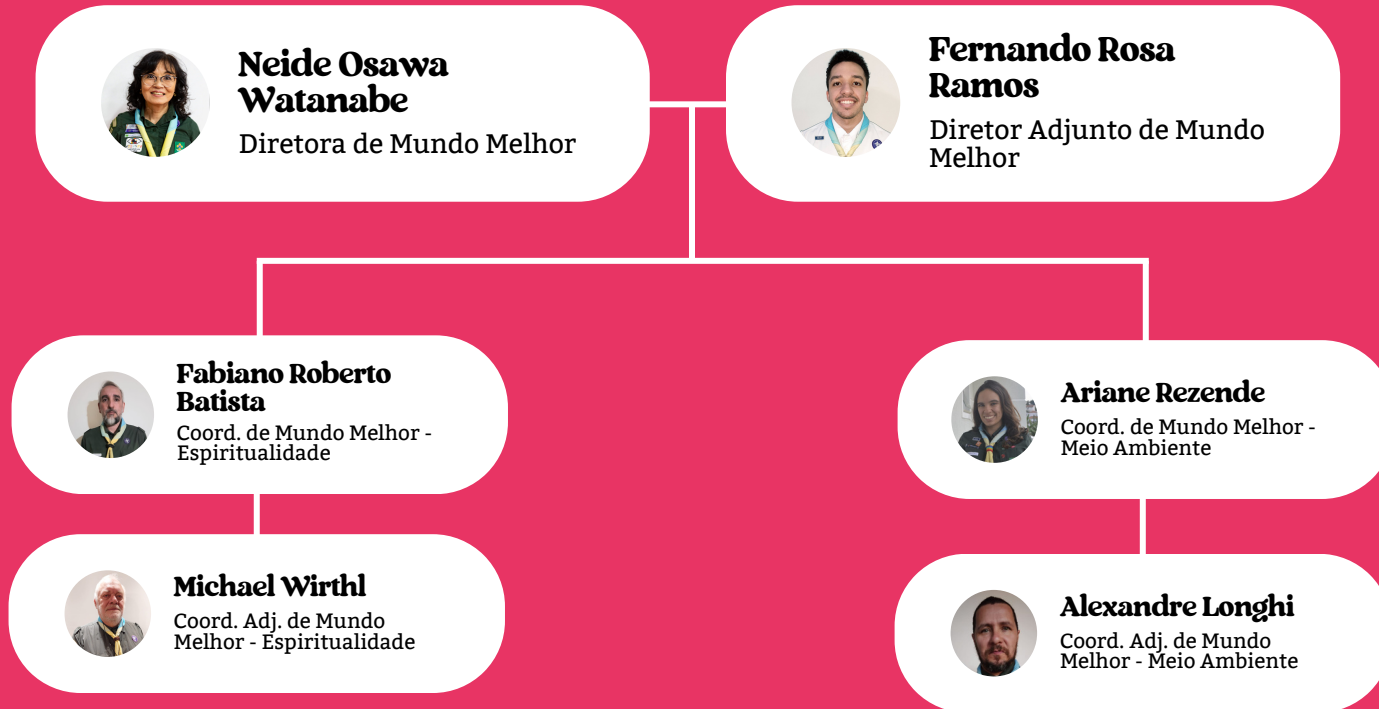 Neide Osawa
Watanabe
Diretora de Mundo Melhor
Fernando Rosa
Ramos
Diretor Adjunto de Mundo
Melhor
Fabiano Roberto
Batista
Coord. de Mundo Melhor -
Espiritualidade
Ariane Rezende
Coord. de Mundo Melhor -
Meio Ambiente
Michael Wirthl
Coord. Adj. de Mundo
Melhor - Espiritualidade
Alexandre Longhi
Coord. Adj. de Mundo
Melhor - Meio Ambiente